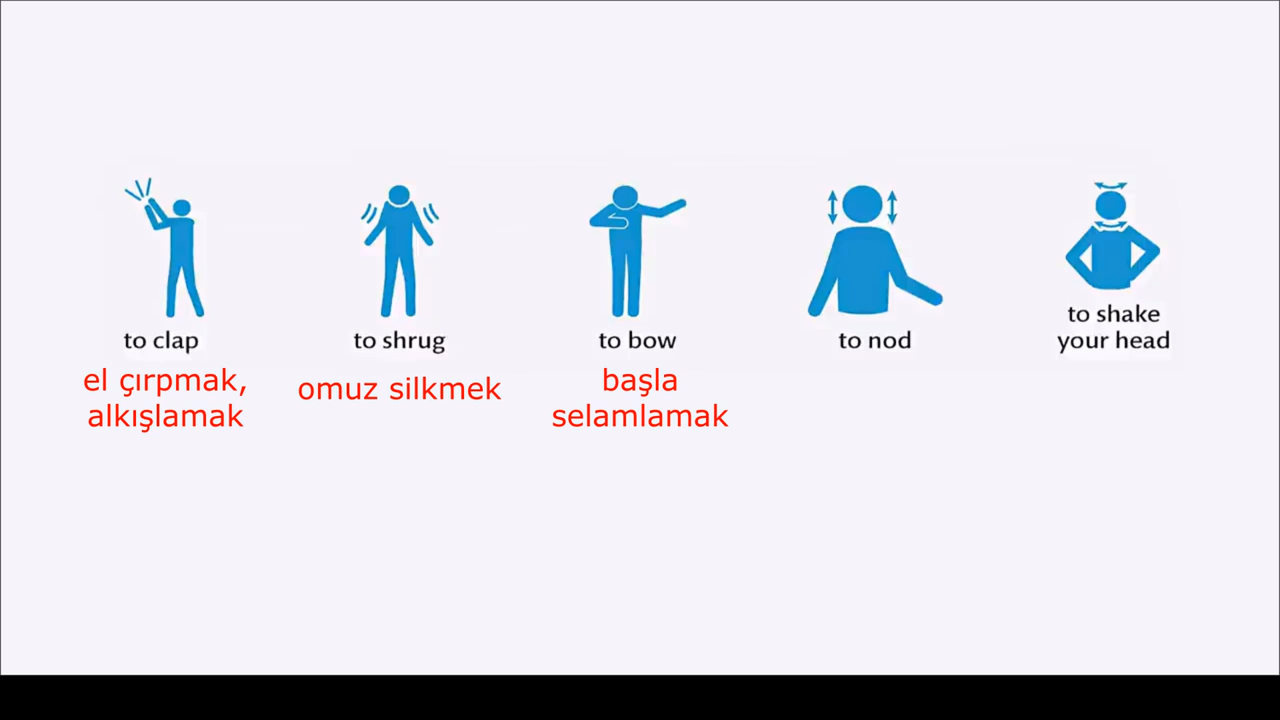 to clap
el çırpmak,
alkışlamak
to shrug
omuz silkmek
to bow
başla
selamlamak
to nod
to shake
your head